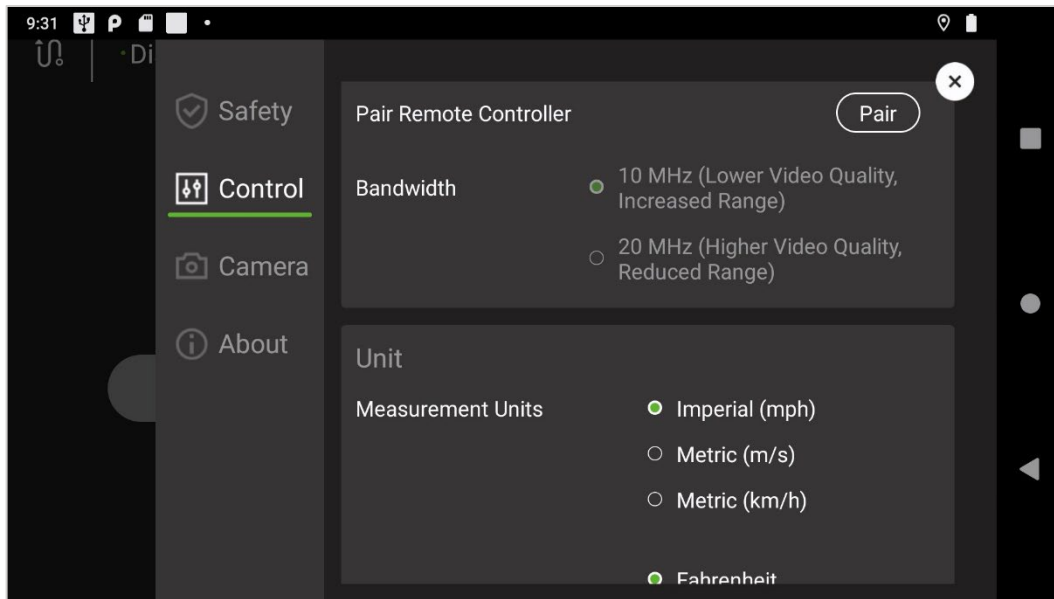 9:31
Di
Safety
Control
Camera
About
Pair Remote Controller
Pair
Bandwidth
10 MHz (Lower Video Quality,
Increased Range)
20 MHz (Higher Video Quality,
Reduced Range)
Unit
Measurement Units
Imperial (mph)
Metric (m/s)
Metric (km/h)
Fahrenheit